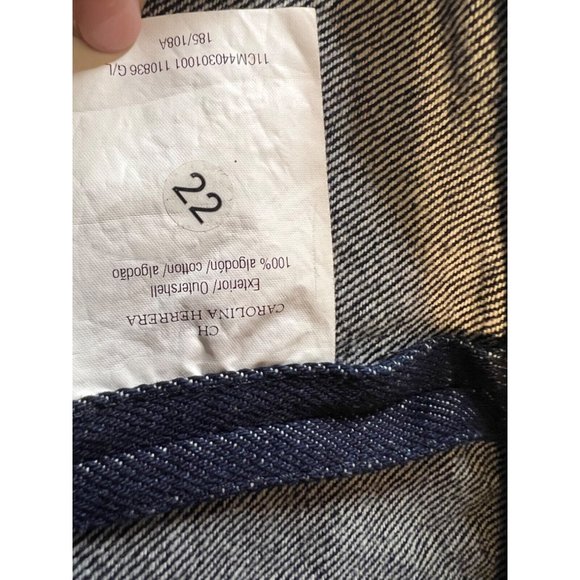 CH
CAROLINA HERRERA
Exterior/ Outershell
100% algodón/ cotton/ algodão
22
11CM440301001 110836 G/L
185/108A